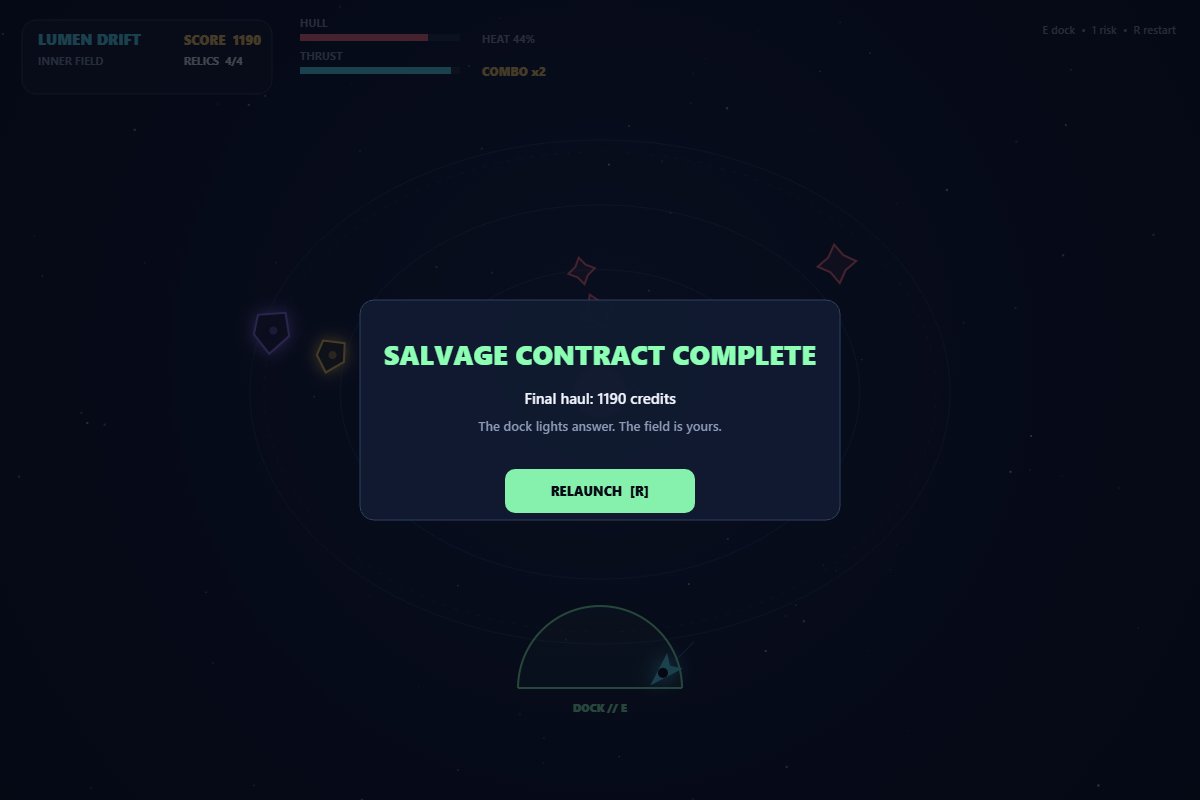 LUMEN DRIFT
SCORE 1190
INNER FIELD
RELICS 4/4
HULL
HEAT 44%
THRUST
COMBO x2
E dock • 1 risk • R restart
SALVAGE CONTRACT COMPLETE
Final haul: 1190 credits
The dock lights answer. The field is yours.
RELAUNCH [R]
DOCK // E